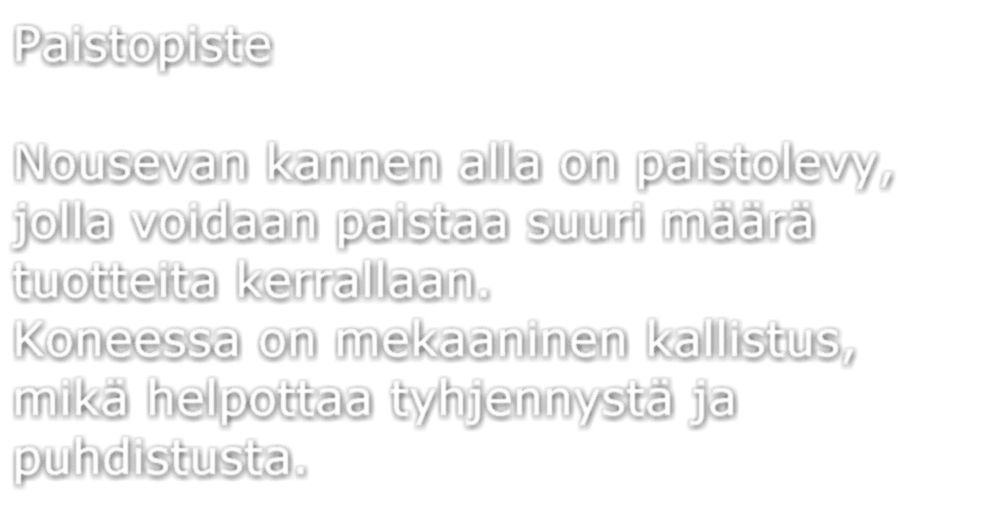 Paistopiste
Nousevan kannen alla on paistolevy,
jolla voidaan paistaa suuri määrä
tuotteita kerrallaan.
Koneessa on mekaaninen kallistus,
mikä helpottaa tyhjennystä ja
puhdistusta.